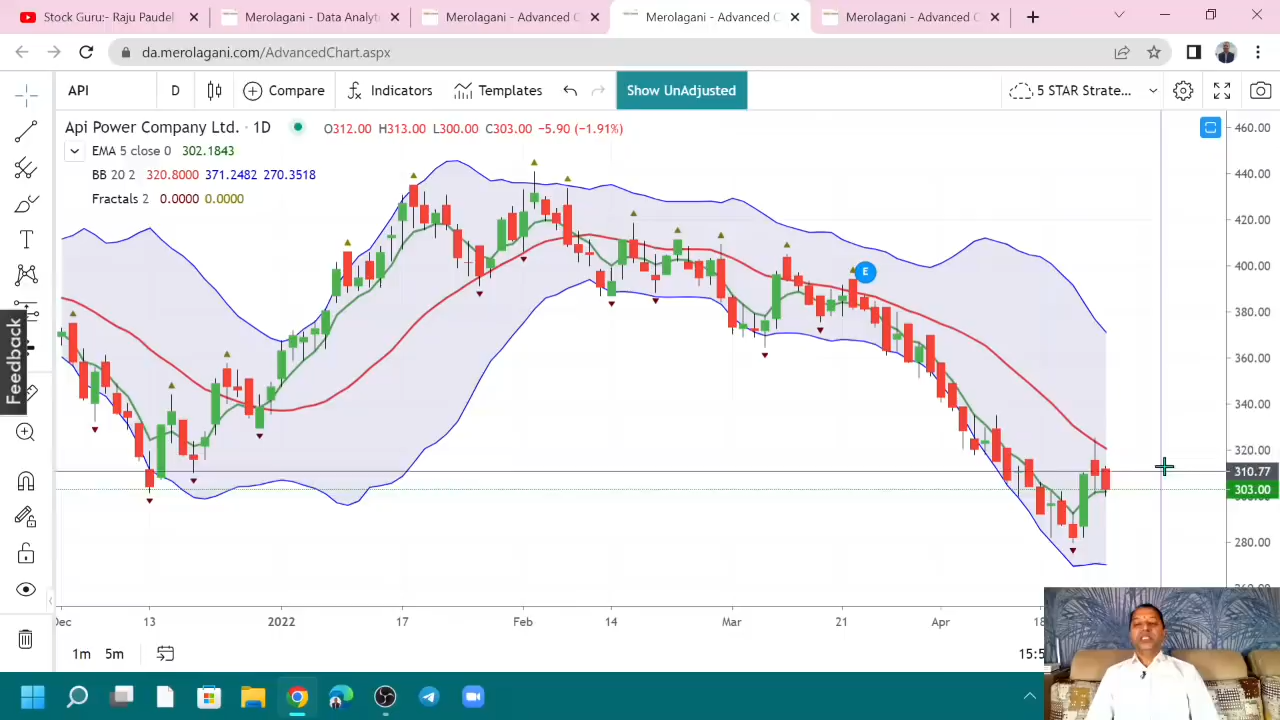 Stock Guru: Raju Paudel
Merolagani - Data Analy
Merolagani - Advanced C
Merolagani - Advanced C
Merolagani - Advanced C
da.merolagani.com/AdvancedChart.aspx
API D Compare Indicators Templates Show UnAdjusted 5 STAR Strate...
Api Power Company Ltd. · 1D O312.00 H313.00 L300.00 C303.00 −5.90 (−1.91%)
EMA 5 close 0 302.1843
BB 20 2 320.8000 371.2482 270.3518
Fractals 2 0.0000 0.0000
460.00
440.00
420.00
400.00
E
380.00
360.00
340.00
320.00
310.77
303.00
280.00
Feedback
13 2022 17 Feb 14 Mar 21 Apr
1m 5m